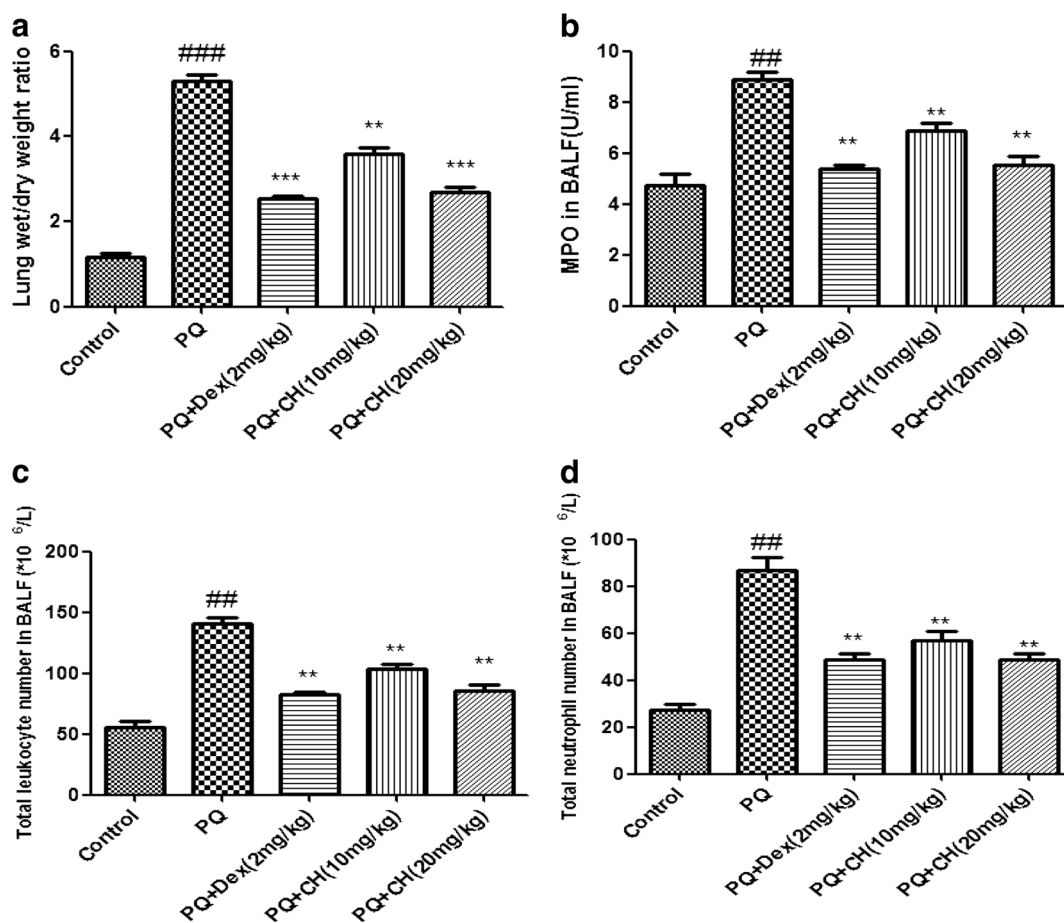 a
Lung wet/dry weight ratio
6
4
2
0
###
***
**
***
Control
PQ
PQ+Dex(2mg/kg)
PQ+CH(10mg/kg)
PQ+CH(20mg/kg)
b
MPO in BALF(U/ml)
10
8
6
4
2
0
##
**
**
**
Control
PQ
PQ+Dex(2mg/kg)
PQ+CH(10mg/kg)
PQ+CH(20mg/kg)
c
Total leukocyte number In BALF (*10 6/L)
200
150
100
50
0
##
**
**
**
Control
PQ
PQ+Dex(2mg/kg)
PQ+CH(10mg/kg)
PQ+CH(20mg/kg)
d
Total neutrophil number In BALF (*10 6/L)
100
80
60
40
20
0
##
**
**
**
Control
PQ
PQ+Dex(2mg/kg)
PQ+CH(10mg/kg)
PQ+CH(20mg/kg)